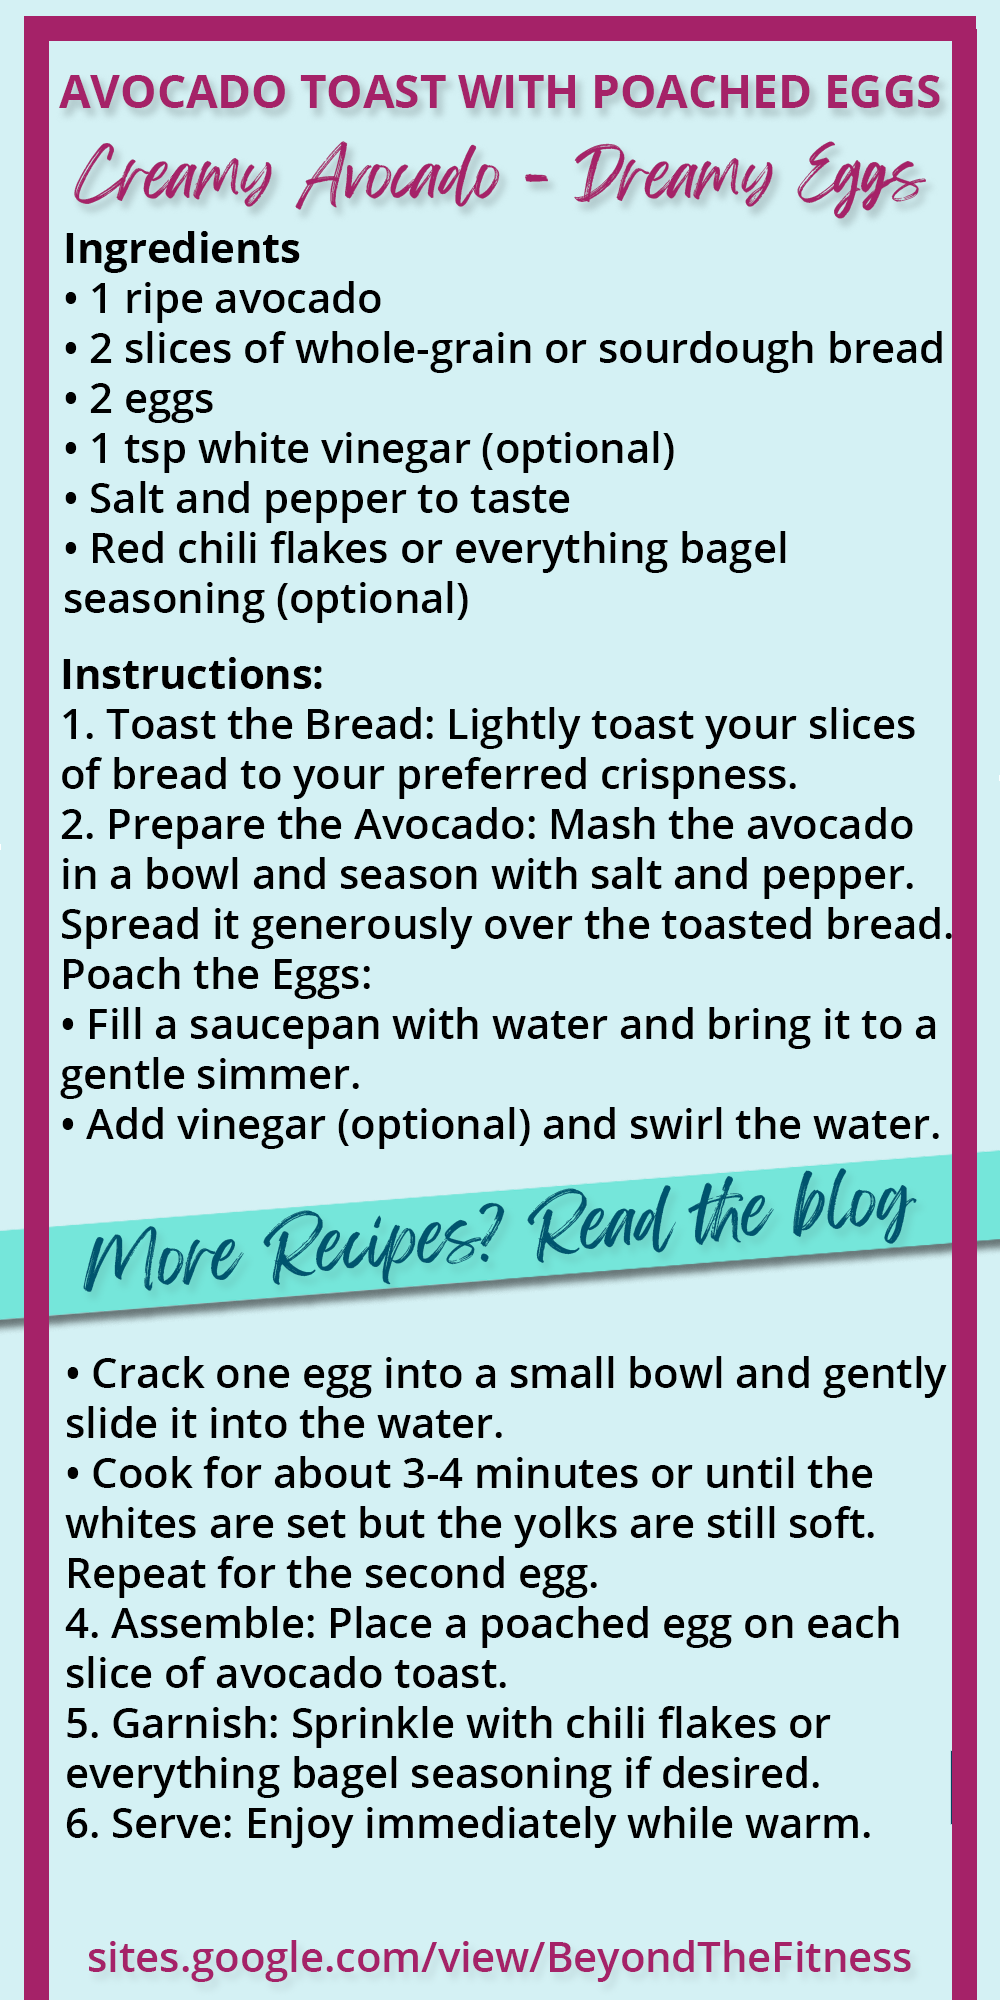 AVOCADO TOAST WITH POACHED EGGS
Creamy Avocado - Dreamy Eggs
Ingredients
• 1 ripe avocado
• 2 slices of whole-grain or sourdough bread
• 2 eggs
• 1 tsp white vinegar (optional)
• Salt and pepper to taste
• Red chili flakes or everything bagel
seasoning (optional)
Instructions:
1. Toast the Bread: Lightly toast your slices
of bread to your preferred crispness.
2. Prepare the Avocado: Mash the avocado
in a bowl and season with salt and pepper.
Spread it generously over the toasted bread.
Poach the Eggs:
• Fill a saucepan with water and bring it to a
gentle simmer.
• Add vinegar (optional) and swirl the water.
More Recipes? Read the blog
• Crack one egg into a small bowl and gently
slide it into the water.
• Cook for about 3-4 minutes or until the
whites are set but the yolks are still soft.
Repeat for the second egg.
4. Assemble: Place a poached egg on each
slice of avocado toast.
5. Garnish: Sprinkle with chili flakes or
everything bagel seasoning if desired.
6. Serve: Enjoy immediately while warm.
sites.google.com/view/BeyondTheFitness